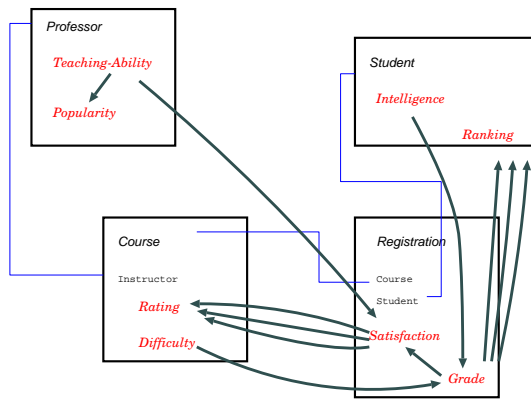 Professor
Teaching-Ability
Popularity
Student
Intelligence
Ranking
Course
Instructor
Rating
Difficulty
Registration
Course
Student
Satisfaction
Grade